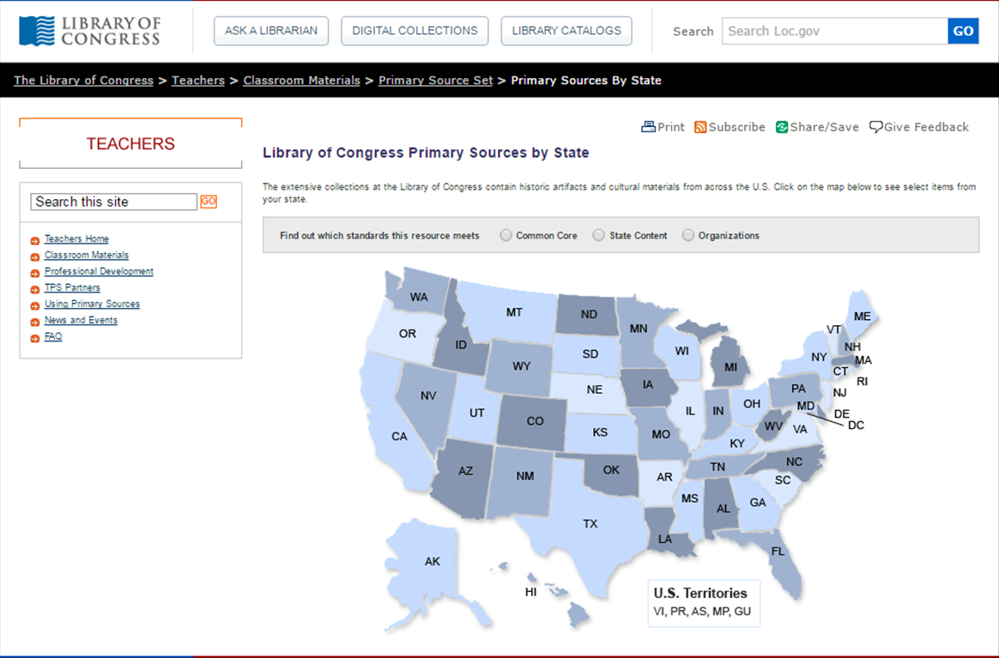 LIBRARY OF
CONGRESS
ASK A LIBRARIAN
DIGITAL COLLECTIONS
LIBRARY CATALOGS
Search
Search Loc.gov
GO
The Library of Congress > Teachers > Classroom Materials > Primary Source Set > Primary Sources By State
TEACHERS
Search this site
GO
Teachers Home
Classroom Materials
Professional Development
TPS Partners
Using Primary Sources
News and Events
FAQ
Print
Subscribe
Share/Save
Give Feedback
Library of Congress Primary Sources by State
The extensive collections at the Library of Congress contain historic artifacts and cultural materials from across the U.S. Click on the map below to see select items from
your state.
Find out which standards this resource meets
Common Core
State Content
Organizations
WA
MT
ND
MN
ME
VT
OR
ID
SD
WI
NY
NH
MA
WY
MI
CT
RI
NV
NE
IA
PA
NJ
UT
CO
IL
IN
OH
MD
DE
DC
CA
KS
MO
WV
VA
KY
AZ
NM
OK
AR
TN
NC
SC
TX
MS
AL
GA
LA
FL
AK
HI
U.S. Territories
VI, PR, AS, MP, GU